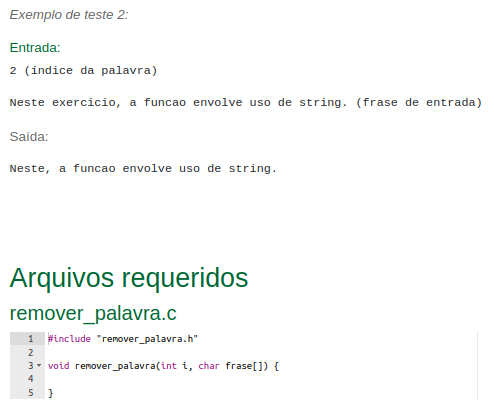 Exemplo de teste 2:
Entrada:
2 (índice da palavra)
Neste exercicio, a funcao envolve uso de string. (frase de entrada)
Saída:
Neste, a funcao envolve uso de string.
Arquivos requeridos
remover_palavra.c
1 #include "remover_palavra.h"
2
3 void remover_palavra(int i, char frase[]) {
4
5 }